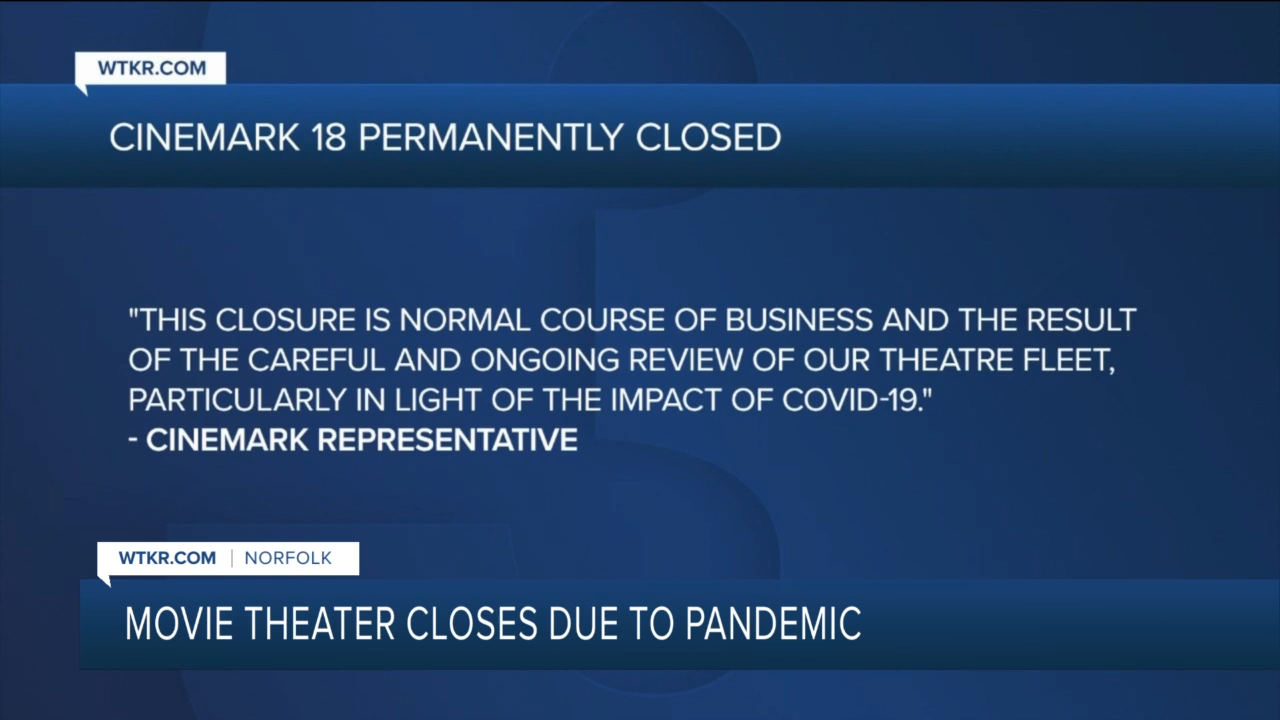 WTKR.COM
CINEMARK 18 PERMANENTLY CLOSED
"THIS CLOSURE IS NORMAL COURSE OF BUSINESS AND THE RESULT
OF THE CAREFUL AND ONGOING REVIEW OF OUR THEATRE FLEET,
PARTICULARLY IN LIGHT OF THE IMPACT OF COVID-19."
- CINEMARK REPRESENTATIVE
WTKR.COM | NORFOLK
MOVIE THEATER CLOSES DUE TO PANDEMIC